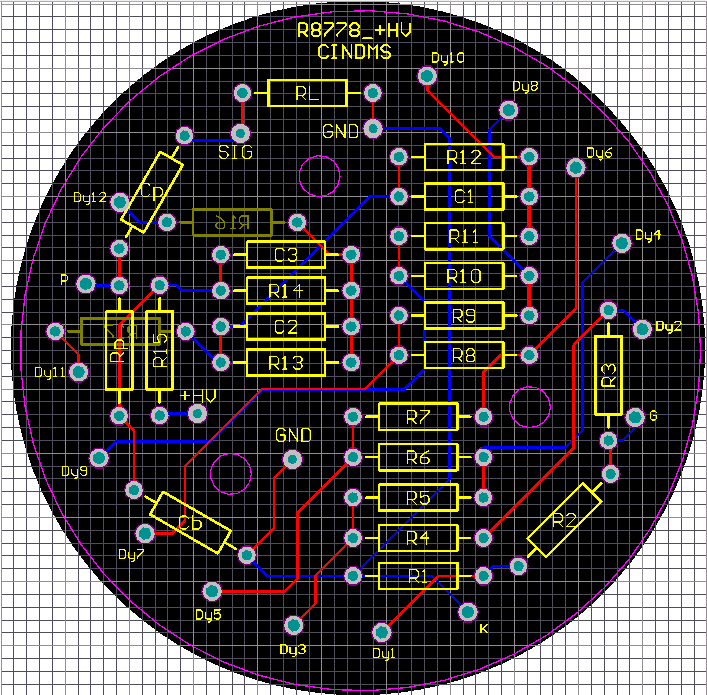 R8778_+HV
CINDMS
Dy10
Dy8
RL
GND
SIG
R12
Dy6
Cp
Dy12
C1
R16
R11
Dy4
C3
P
R10
R14
R9
C2
Dy2
Rp
R15
R8
R13
Dy11
R3
+HV
R7
G
GND
R6
Dy9
R5
Cb
R2
R4
Dy7
R1
Dy5
K
Dy3
Dy1